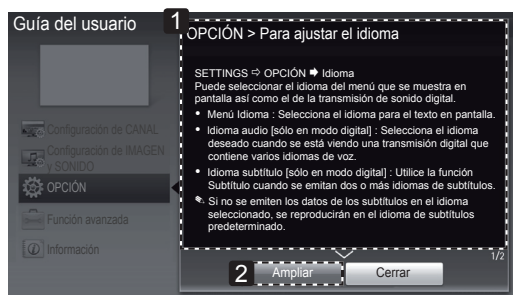 Guía del usuario
1
OPCIÓN > Para ajustar el idioma
SETTINGS ⇨ OPCIÓN ➡ Idioma
Puede seleccionar el idioma del menú que se muestra en
pantalla así como el de la transmisión de sonido digital.
• Menú Idioma : Selecciona el idioma para el texto en pantalla.
• Idioma audio [sólo en modo digital] : Selecciona el idioma
deseado cuando se está viendo una transmisión digital que
contiene varios idiomas de voz.
• Idioma subtítulo [sólo en modo digital] : Utilice la función
Subtítulo cuando se emitan dos o más idiomas de subtítulos.
✎ Si no se emiten los datos de los subtítulos en el idioma
seleccionado, se reproducirán en el idioma de subtítulos
predeterminado.
Configuración de CANAL
Configuración de IMAGEN
y SONIDO
OPCIÓN
Función avanzada
Información
1/2
2
Ampliar
Cerrar